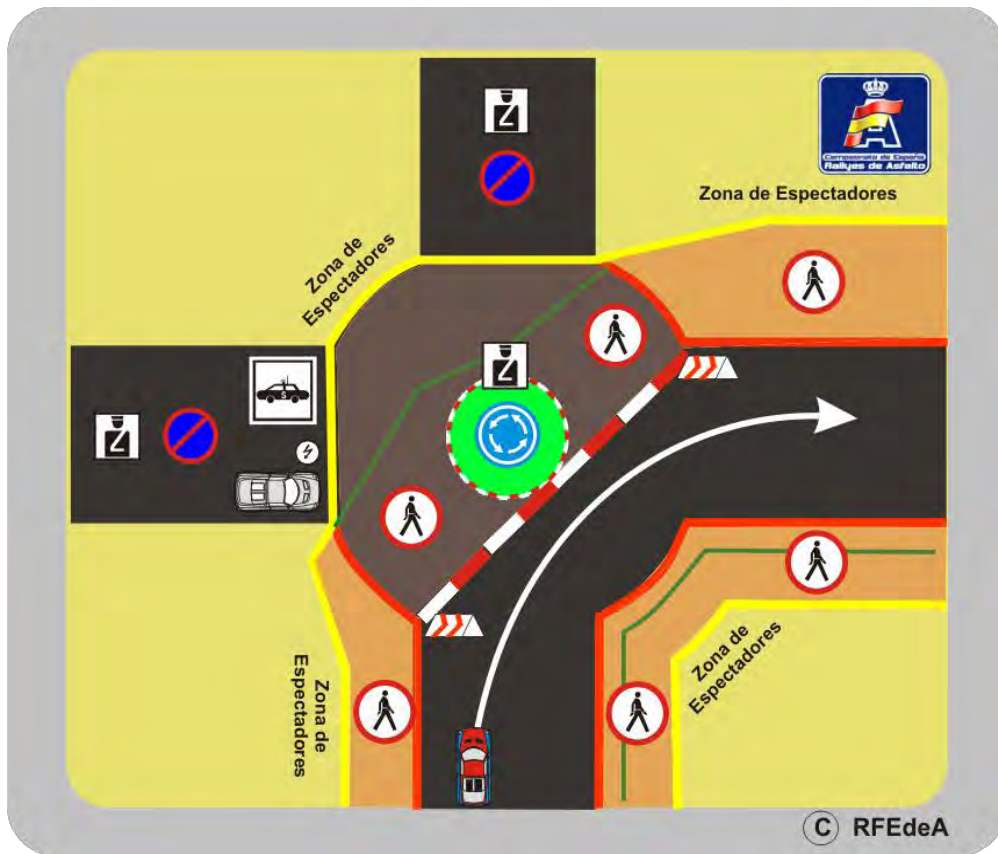 Campeonato de España
Rallyes de Asfalto
Zona de Espectadores
Zona de
Espectadores
S
Zona de
Espectadores
Zona de
Espectadores
C RFEdeA